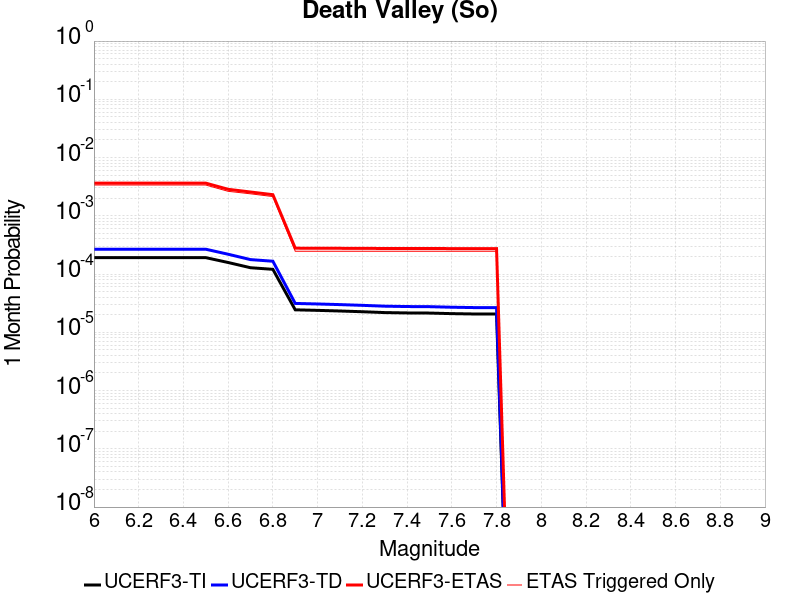 Death Valley (So)
10^0
10^-1
10^-2
10^-3
10^-4
10^-5
10^-6
10^-7
10^-8
1 Month Probability
6 6.2 6.4 6.6 6.8 7 7.2 7.4 7.6 7.8 8 8.2 8.4 8.6 8.8 9
Magnitude
UCERF3-TI UCERF3-TD UCERF3-ETAS ETAS Triggered Only